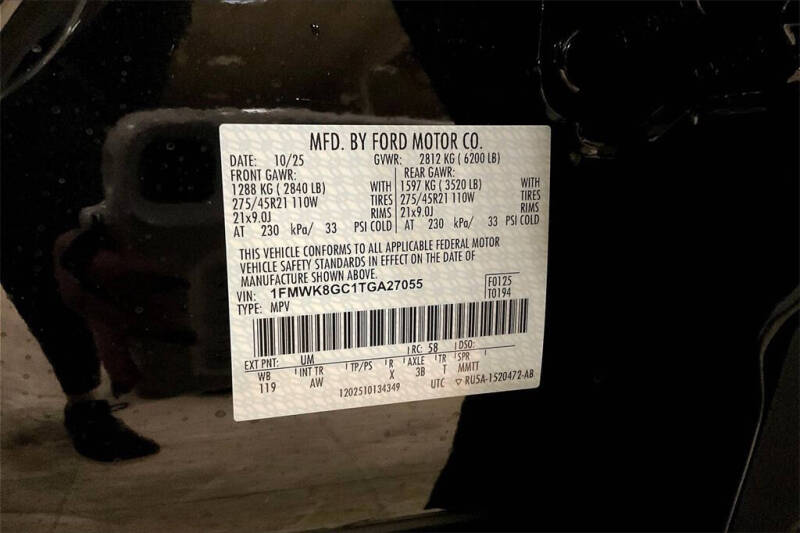 MFD. BY FORD MOTOR CO.
DATE: 10/25 GVWR: 2812 KG ( 6200 LB)
FRONT GAWR: REAR GAWR:
1288 KG ( 2840 LB) WITH 1597 KG ( 3520 LB) WITH
275/45R21 110W TIRES 275/45R21 110W TIRES
21x9.0J RIMS 21x9.0J RIMS
AT 230 kPa/ 33 PSI COLD AT 230 kPa/ 33 PSI COLD
THIS VEHICLE CONFORMS TO ALL APPLICABLE FEDERAL MOTOR
VEHICLE SAFETY STANDARDS IN EFFECT ON THE DATE OF
MANUFACTURE SHOWN ABOVE.
VIN: 1FMWK8GC1TGA27055 F0125
TYPE: MPV T0194
EXT PNT: UM RC: 58 DSO:
WB INT TR TP/PS R AXLE TR SPR
119 AW X 3B T MMTT
1202510134349 UTC ▽ RU5A-1520472-AB